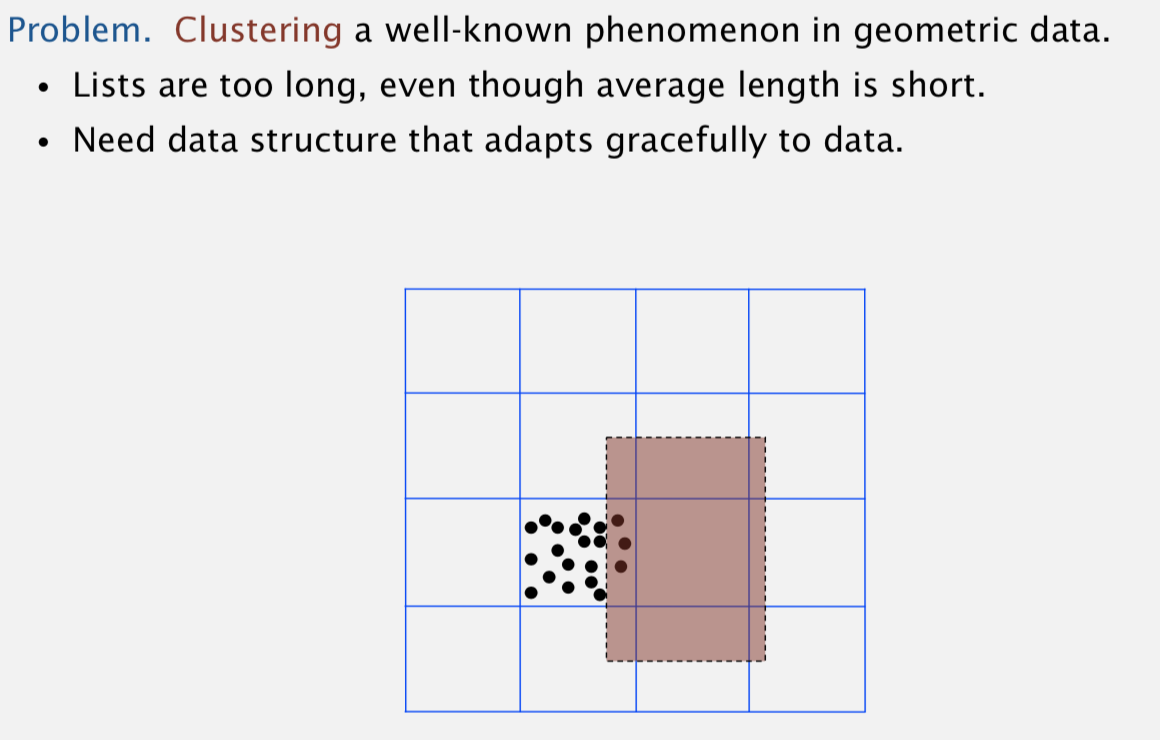 Problem. Clustering a well-known phenomenon in geometric data.
• Lists are too long, even though average length is short.
• Need data structure that adapts gracefully to data.